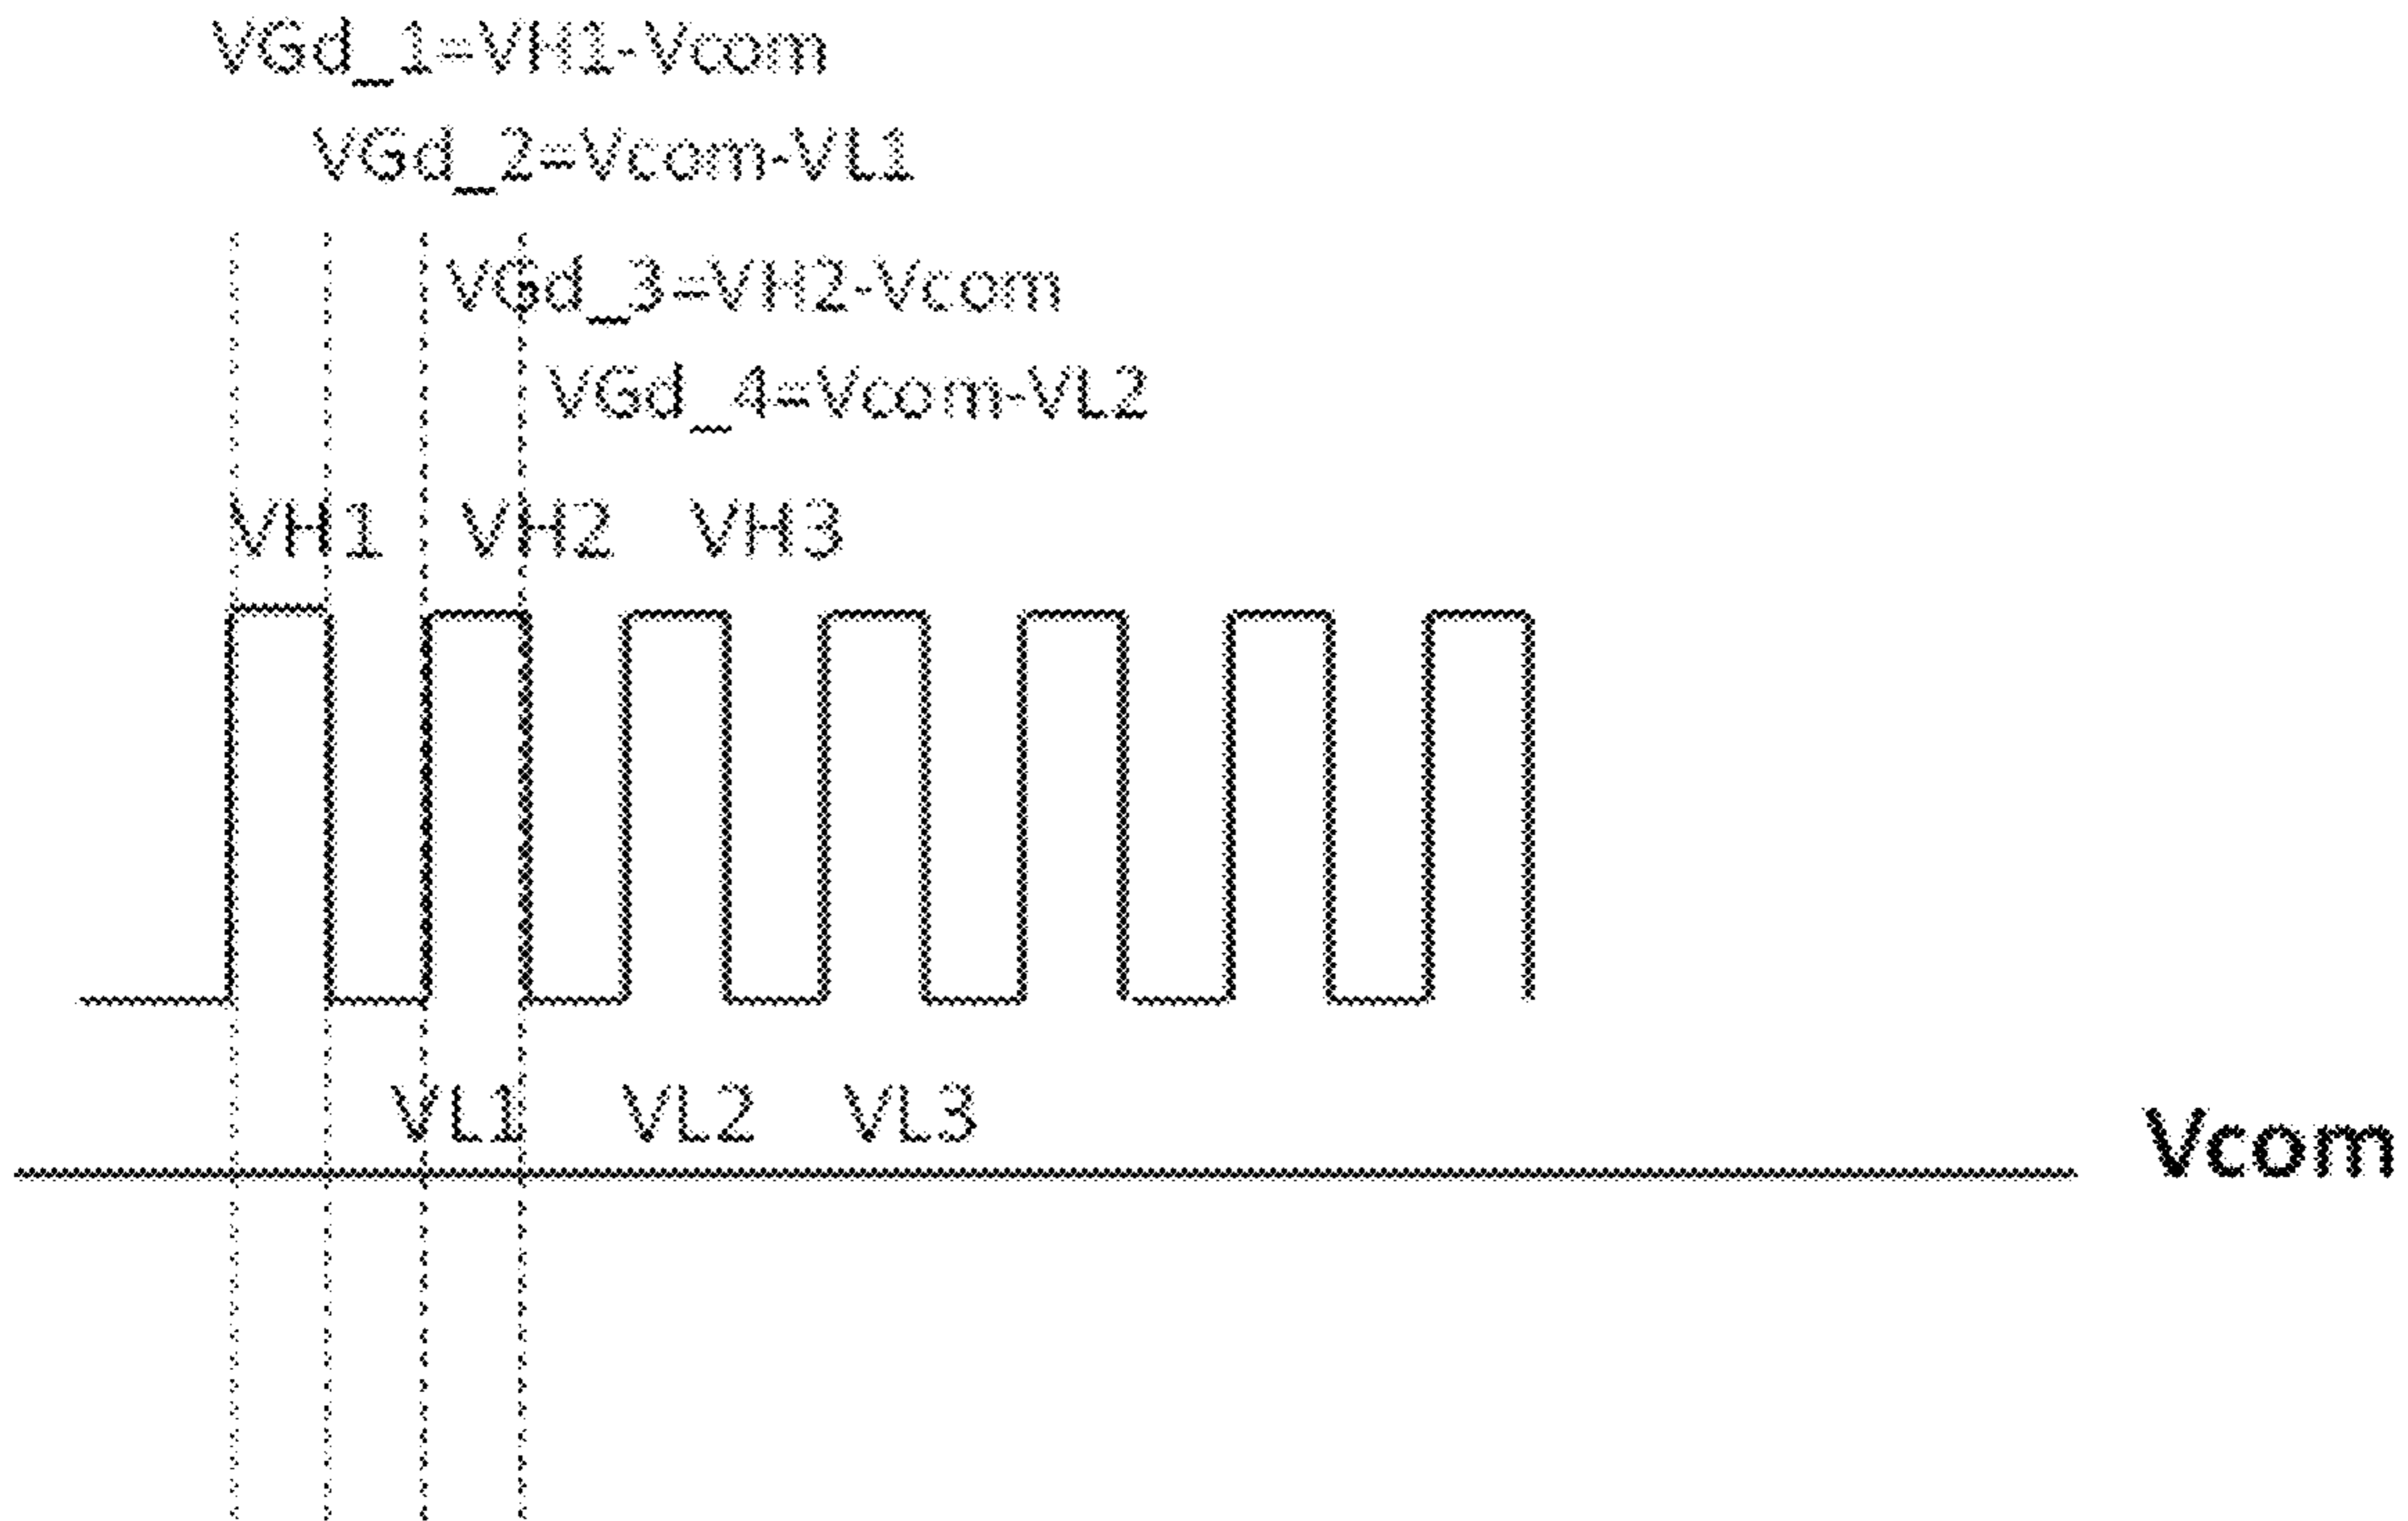 VGd_1=VH1-Vcom
VGd_2=Vcom-VL1
VGd_3=VH2-Vcom
VGd_4=Vcom-VL2
VH1 VH2 VH3
VL1 VL2 VL3
Vcom